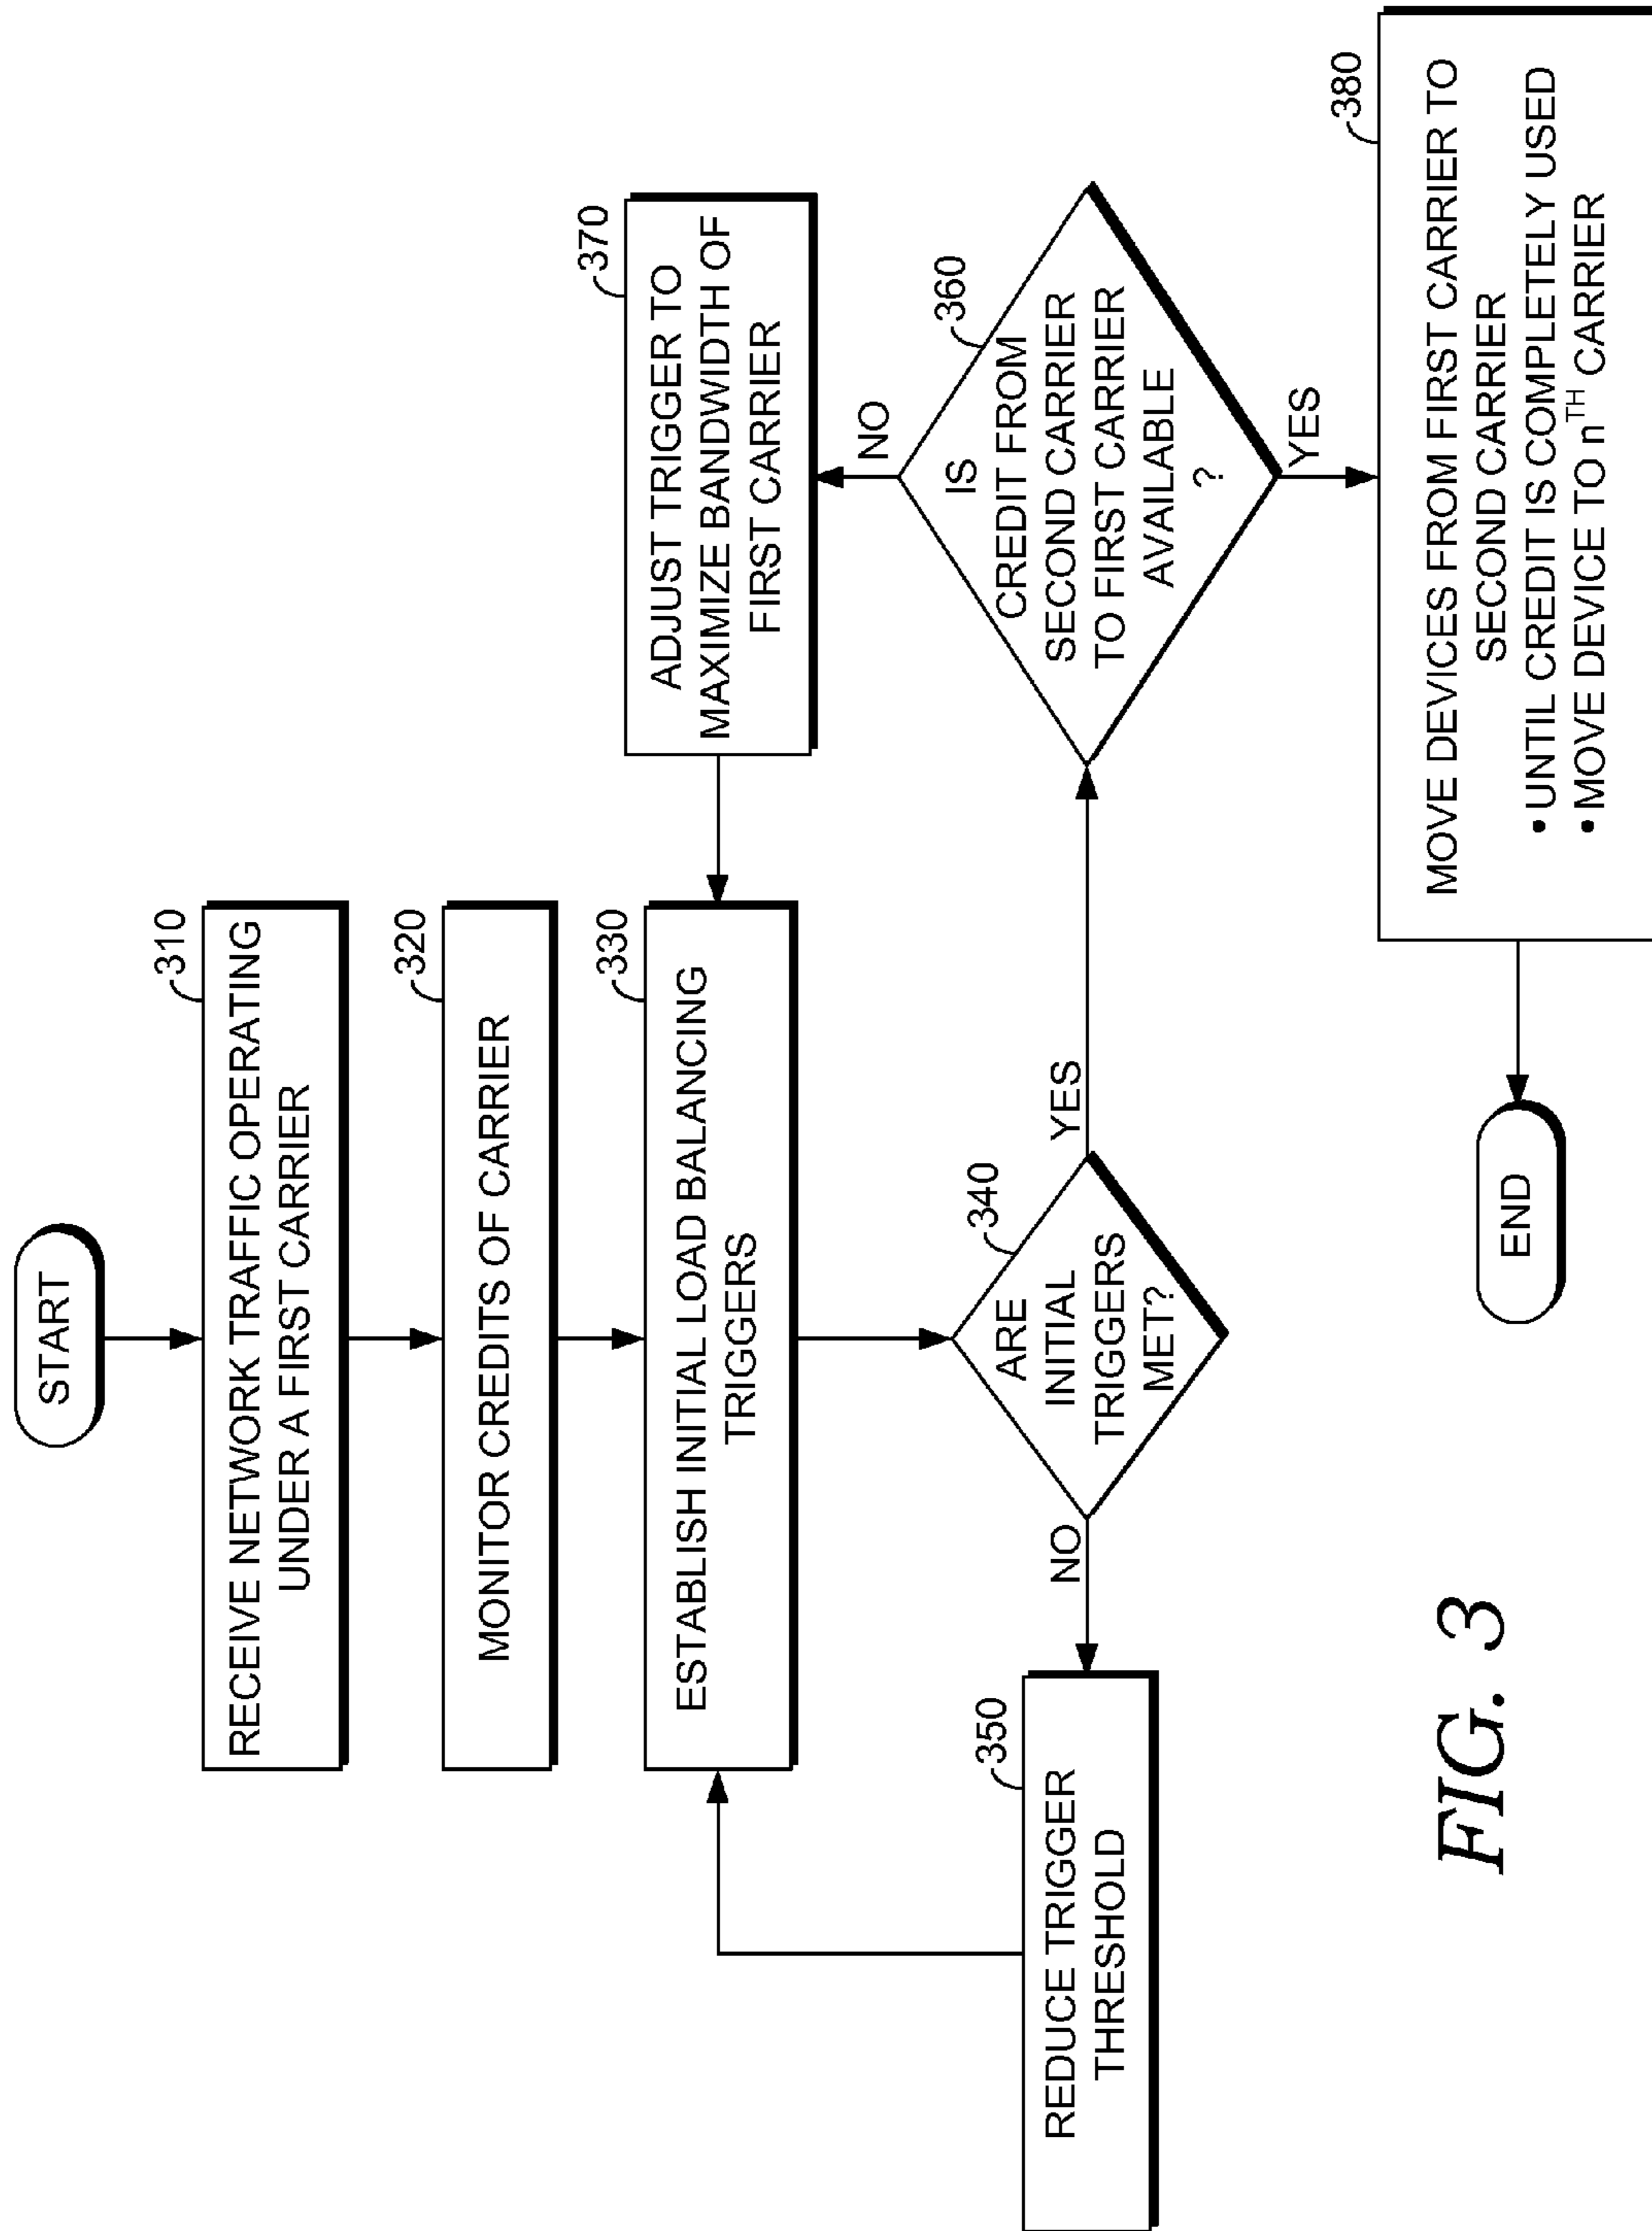 START
310
RECEIVE NETWORK TRAFFIC OPERATING
UNDER A FIRST CARRIER
320
MONITOR CREDITS OF CARRIER
330
ESTABLISH INITIAL LOAD BALANCING
TRIGGERS
340
ARE
INITIAL
TRIGGERS
MET?
NO
YES
350
REDUCE TRIGGER
THRESHOLD
360
IS
CREDIT FROM
SECOND CARRIER
TO FIRST CARRIER
AVAILABLE
?
NO
YES
370
ADJUST TRIGGER TO
MAXIMIZE BANDWIDTH OF
FIRST CARRIER
380
MOVE DEVICES FROM FIRST CARRIER TO
SECOND CARRIER
• UNTIL CREDIT IS COMPLETELY USED
• MOVE DEVICE TO nTH CARRIER
END
FIG. 3